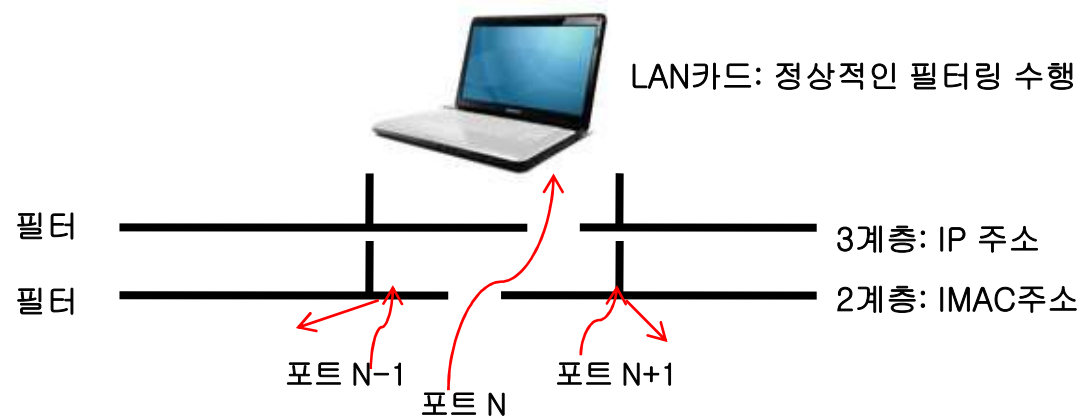 LAN카드: 정상적인 필터링 수행
필터
3계층: IP 주소
필터
2계층: IMAC주소
포트 N-1
포트 N+1
포트 N